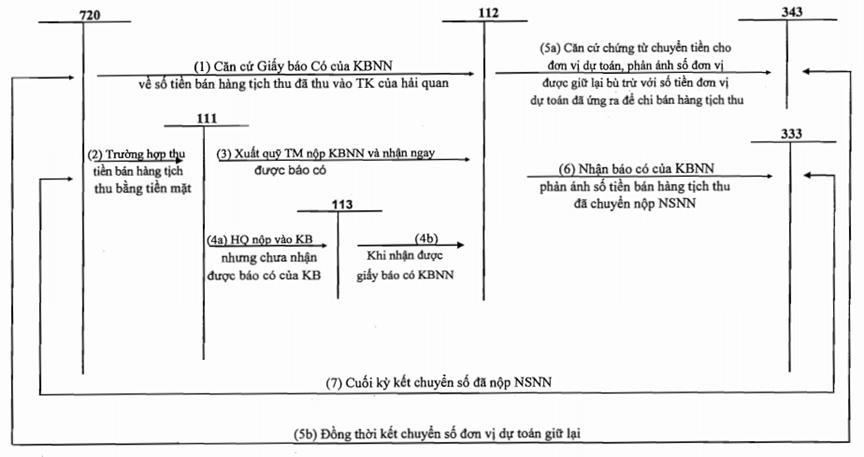 720
112
343
(1) Căn cứ Giấy báo Có của KBNN
về số tiền bán hàng tịch thu đã thu vào TK của hải quan
(5a) Căn cứ chứng từ chuyển tiền cho
đơn vị dự toán, phản ánh số đơn vị
được giữ lại bù trừ với số tiền đơn vị
dự toán đã ứng ra để chi bán hàng tịch thu
111
333
(2) Trường hợp thu
tiền bán hàng tịch
thu bằng tiền mặt
(3) Xuất quỹ TM nộp KBNN và nhận ngay
được báo có
(6) Nhận báo có của KBNN
phản ánh số tiền bán hàng tịch thu
đã chuyển nộp NSNN
113
(4a) HQ nộp vào KB
nhưng chưa nhận
được báo có của KB
(4b)
Khi nhận được
giấy báo có KBNN
(7) Cuối kỳ kết chuyển số đã nộp NSNN
(5b) Đồng thời kết chuyển số đơn vị dự toán giữ lại